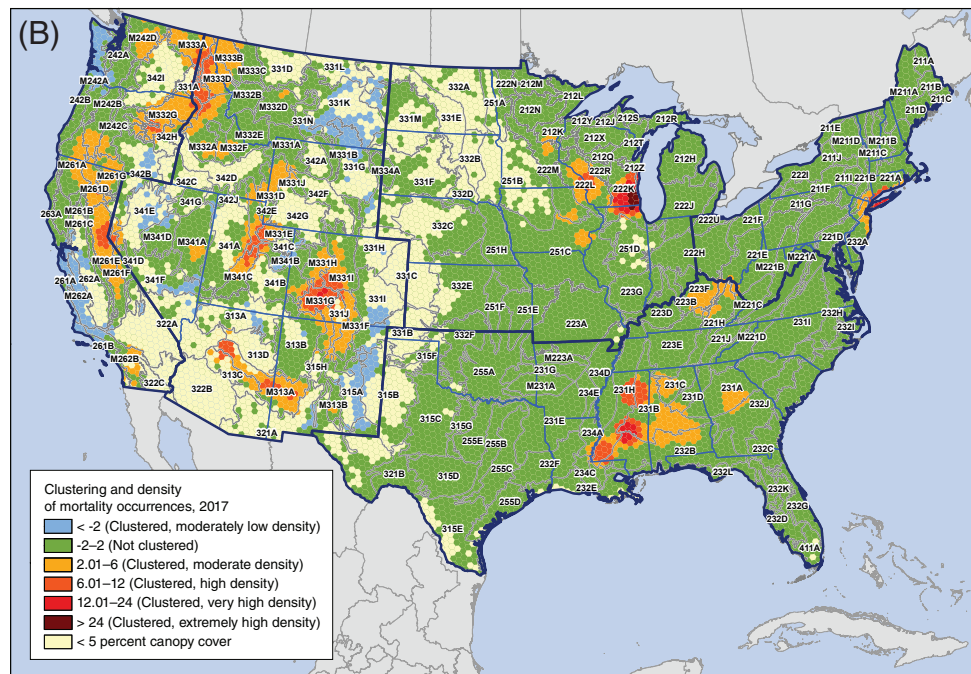 (B)
M242D
M333A
242A
M333B
M333C
331D
331L
332A
222N
212M
211A
M242A
342I
331A
M333D
331K
251A
212N
212L
M211A
211B
211C
242B
M242B
M332G
M332B
M332D
331N
331M
331E
212Y
212J
212S
212R
211D
M242C
342H
M332E
212K
212X
212T
211E
M211D
M211B
M332A
M332F
M331A
342A
M331B
331G
M334A
332B
222M
212Q
222R
212Z
212H
211J
M211C
M261A
M261G
342B
342C
342D
M331J
331F
332D
251B
222L
222K
222I
211I
221B
221A
M261D
341G
342J
M331D
342F
222J
222U
211F
211G
263A
M261B
341E
342E
342G
332C
M261C
M341D
M341A
341A
M331E
341C
M331H
331H
251H
251C
251D
221F
221D
232A
M261E
341D
M341B
M331I
331C
222H
221E
M221A
M221B
261A
262A
M261F
341F
M341C
341B
M331G
331I
332E
223G
223F
M262A
331J
251F
251E
223B
M221C
322A
313A
M331F
331B
223A
223D
221H
232H
261B
313D
313B
332F
223E
221J
M221D
231I
232I
M262B
315H
315F
M223A
322C
322B
313C
255A
231G
234D
M313A
M313B
315A
315B
M231A
234E
231H
231C
231D
231A
232J
321A
315C
315G
231E
234A
231B
255E
255B
232B
232C
321B
315D
255C
232F
234C
232E
232L
255D
232K
232G
315E
232D
411A
Clustering and density
of mortality occurrences, 2017
< -2 (Clustered, moderately low density)
-2–2 (Not clustered)
2.01–6 (Clustered, moderate density)
6.01–12 (Clustered, high density)
12.01–24 (Clustered, very high density)
> 24 (Clustered, extremely high density)
< 5 percent canopy cover